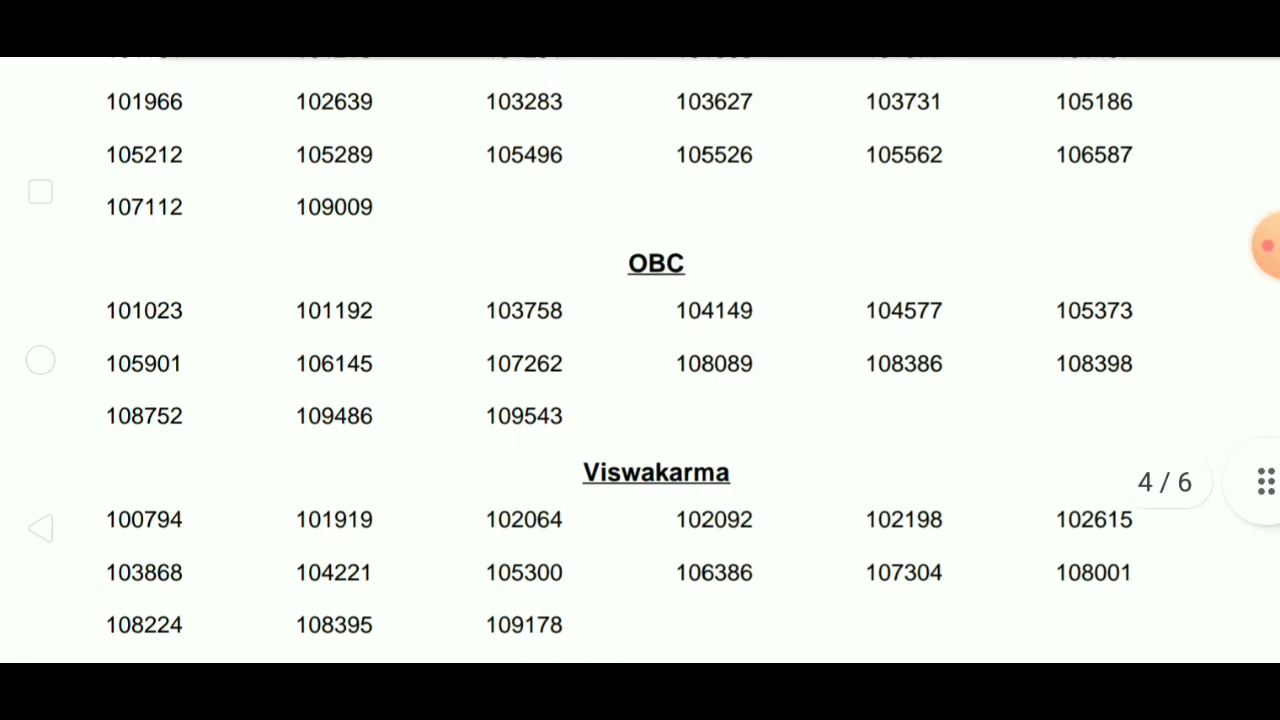 101966 102639 103283 103627 103731 105186
105212 105289 105496 105526 105562 106587
107112 109009
OBC
101023 101192 103758 104149 104577 105373
105901 106145 107262 108089 108386 108398
108752 109486 109543
Viswakarma
4 / 6
100794 101919 102064 102092 102198 102615
103868 104221 105300 106386 107304 108001
108224 108395 109178